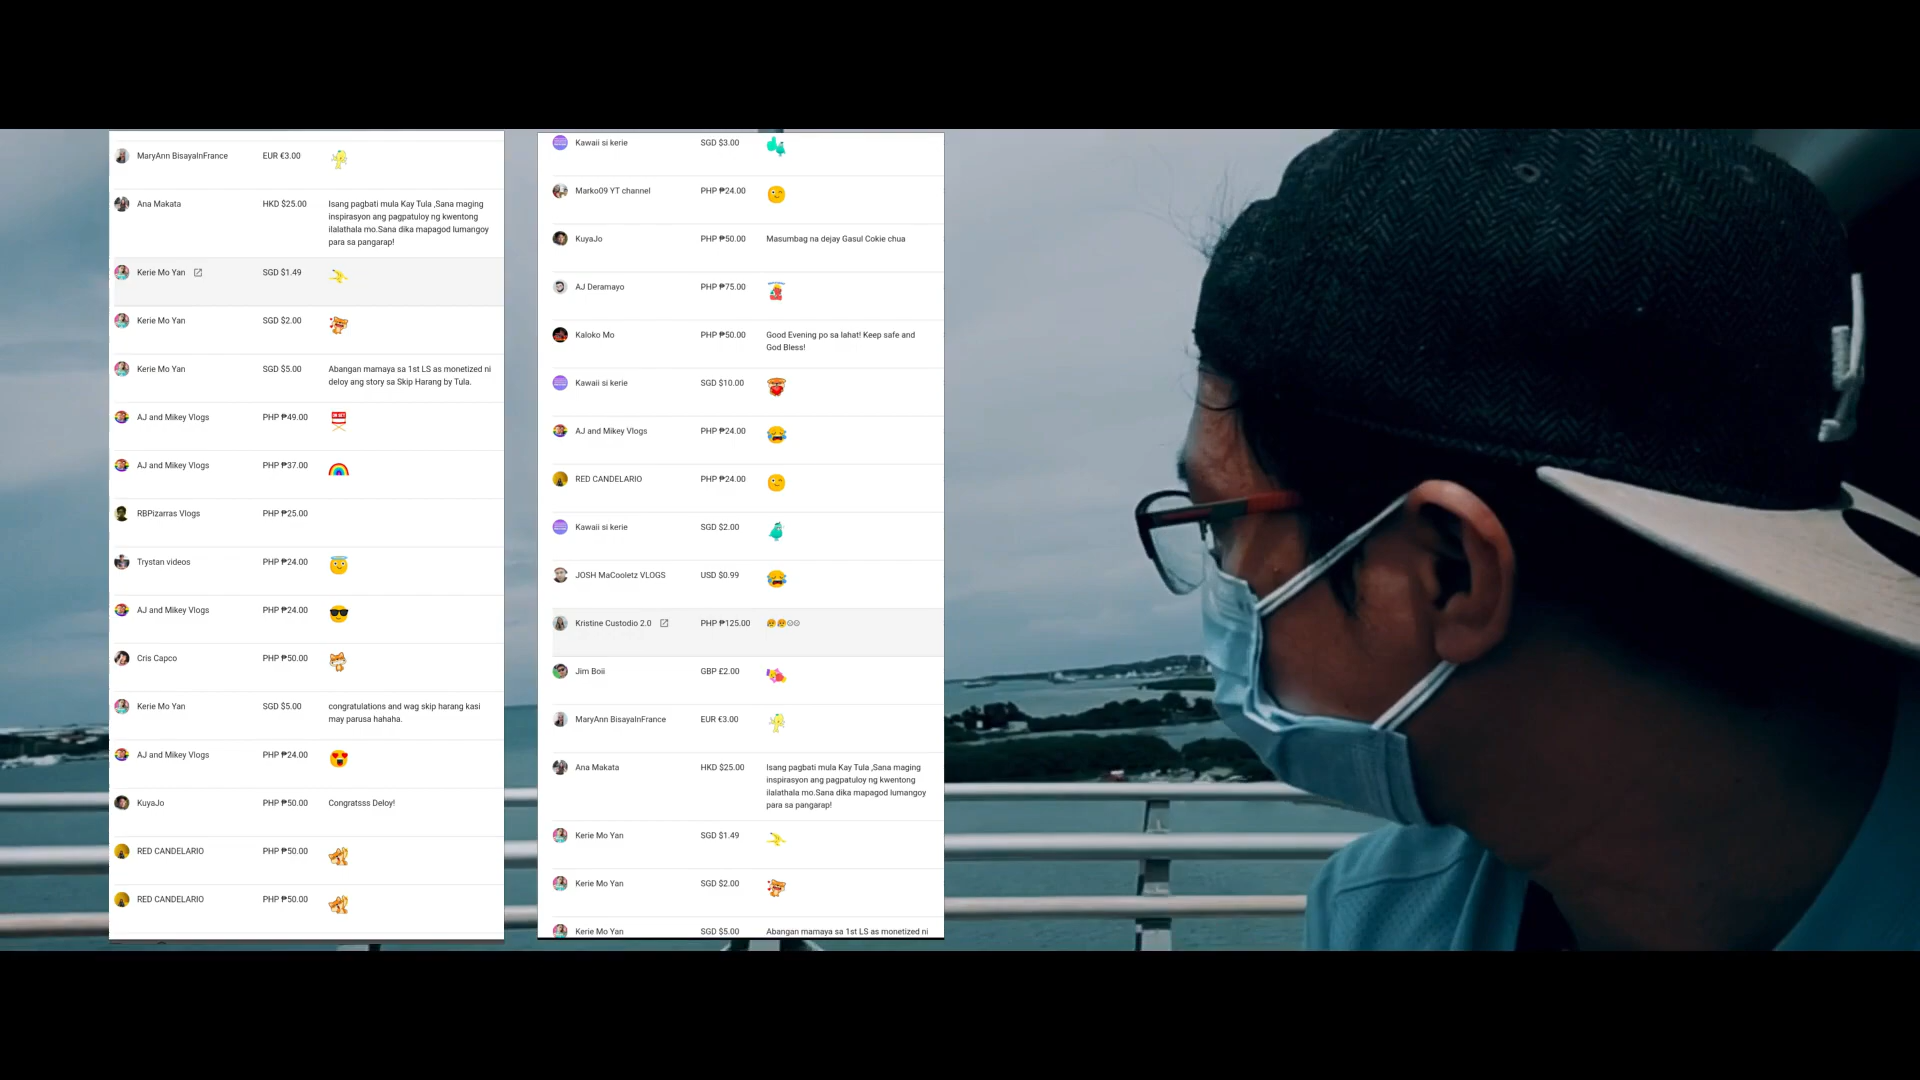 MaryAnn BisayaInFrance EUR €3.00
Ana Makata HKD $25.00 Isang pagbati mula Kay Tula ,Sana maging
inspirasyon ang pagpatuloy ng kwentong
ilalathala mo.Sana dika mapagod lumangoy
para sa pangarap!
Kerie Mo Yan SGD $1.49
Kerie Mo Yan SGD $2.00
Kerie Mo Yan SGD $5.00 Abangan mamaya sa 1st LS as monetized ni
deloy ang story sa Skip Harang by Tula.
AJ and Mikey Vlogs PHP ₱49.00
AJ and Mikey Vlogs PHP ₱37.00
RBPizarras Vlogs PHP ₱25.00
Trystan videos PHP ₱24.00
AJ and Mikey Vlogs PHP ₱24.00
Cris Capco PHP ₱50.00
Kerie Mo Yan SGD $5.00 congratulations and wag skip harang kasi
may parusa hahaha.
AJ and Mikey Vlogs PHP ₱24.00
KuyaJo PHP ₱50.00 Congratsss Deloy!
RED CANDELARIO PHP ₱50.00
RED CANDELARIO PHP ₱50.00
Kawaii si kerie SGD $3.00
Marko09 YT channel PHP ₱24.00
KuyaJo PHP ₱50.00 Masumbag na dejay Gasul Cokie chua
AJ Deramayo PHP ₱75.00
Kaloko Mo PHP ₱50.00 Good Evening po sa lahat! Keep safe and
God Bless!
Kawaii si kerie SGD $10.00
AJ and Mikey Vlogs PHP ₱24.00
RED CANDELARIO PHP ₱24.00
Kawaii si kerie SGD $2.00
JOSH MaCooletz VLOGS USD $0.99
Kristine Custodio 2.0 PHP ₱125.00
Jim Boii GBP £2.00
MaryAnn BisayaInFrance EUR €3.00
Ana Makata HKD $25.00 Isang pagbati mula Kay Tula ,Sana maging
inspirasyon ang pagpatuloy ng kwentong
ilalathala mo.Sana dika mapagod lumangoy
para sa pangarap!
Kerie Mo Yan SGD $1.49
Kerie Mo Yan SGD $2.00
Kerie Mo Yan SGD $5.00 Abangan mamaya sa 1st LS as monetized ni